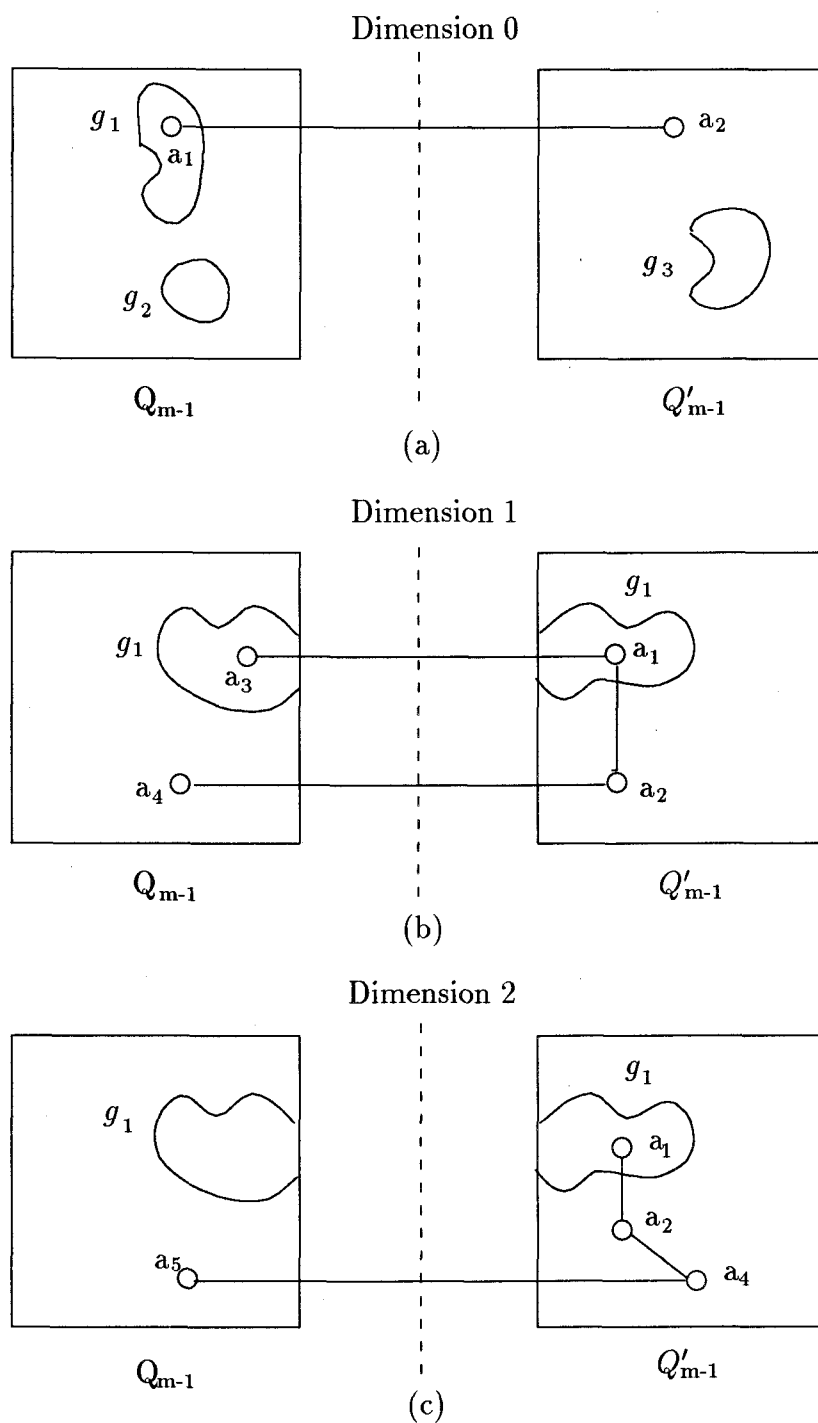 Dimension 0
g₁
a₁
a₂
g₂
g₃
Qₘ₋₁
Q′ₘ₋₁
(a)
Dimension 1
g₁
g₁
a₃
a₁
a₄
a₂
Qₘ₋₁
Q′ₘ₋₁
(b)
Dimension 2
g₁
g₁
a₁
a₂
a₅
a₄
Qₘ₋₁
Q′ₘ₋₁
(c)